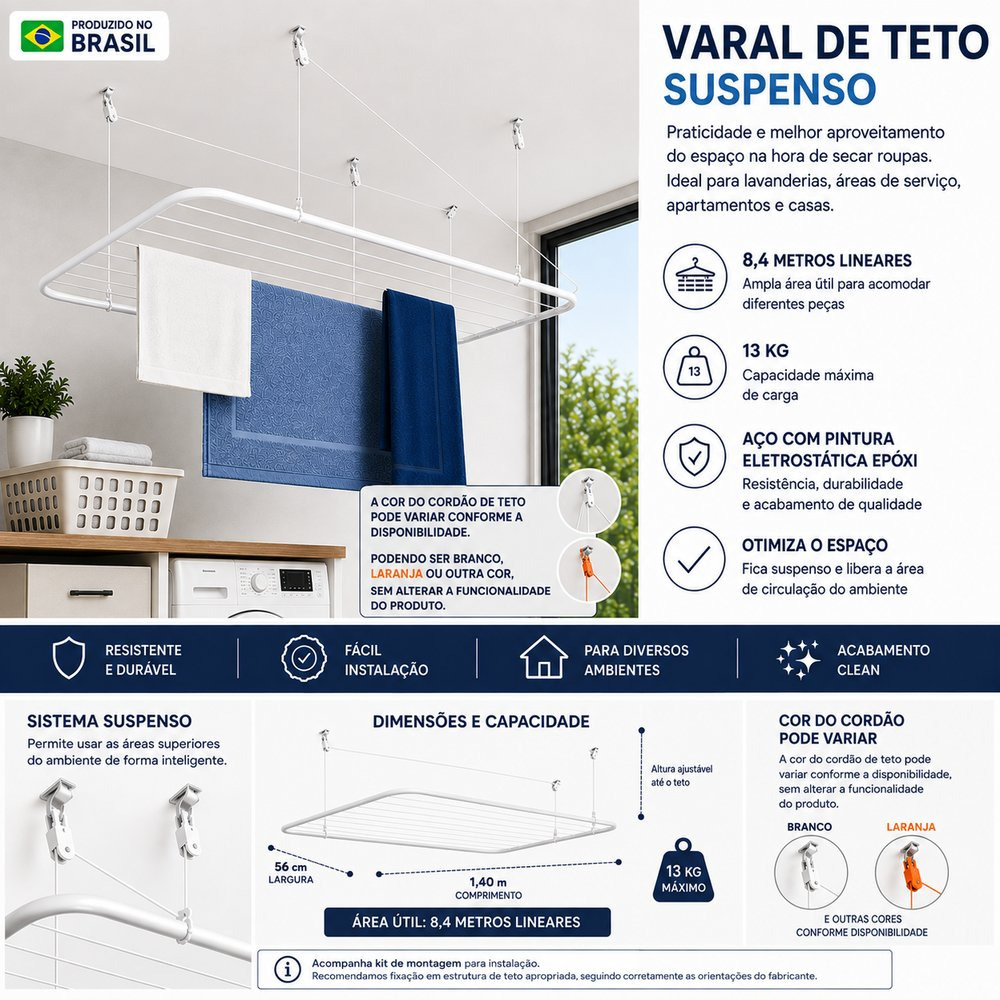 PRODUZIDO NO
BRASIL
VARAL DE TETO
SUSPENSO
Praticidade e melhor aproveitamento
do espaço na hora de secar roupas.
Ideal para lavanderias, áreas de serviço,
apartamentos e casas.
8,4 METROS LINEARES
Ampla área útil para acomodar
diferentes peças
13
13 KG
Capacidade máxima
de carga
AÇO COM PINTURA
ELETROSTÁTICA EPÓXI
Resistência, durabilidade
e acabamento de qualidade
OTIMIZA O ESPAÇO
Fica suspenso e libera a área
de circulação do ambiente
A COR DO CORDÃO DE TETO
PODE VARIAR CONFORME A
DISPONIBILIDADE.
PODENDO SER BRANCO,
LARANJA OU OUTRA COR,
SEM ALTERAR A FUNCIONALIDADE
DO PRODUTO.
RESISTENTE
E DURÁVEL
FÁCIL
INSTALAÇÃO
PARA DIVERSOS
AMBIENTES
ACABAMENTO
CLEAN
SISTEMA SUSPENSO
Permite usar as áreas superiores
do ambiente de forma inteligente.
DIMENSÕES E CAPACIDADE
Altura ajustável
até o teto
56 cm
LARGURA
1,40 m
COMPRIMENTO
13 KG
MÁXIMO
ÁREA ÚTIL: 8,4 METROS LINEARES
COR DO CORDÃO
PODE VARIAR
A cor do cordão de teto pode
variar conforme a disponibilidade,
sem alterar a funcionalidade
do produto.
BRANCO
LARANJA
E OUTRAS CORES
CONFORME DISPONIBILIDADE
Acompanha kit de montagem para instalação.
Recomendamos fixação em estrutura de teto apropriada, seguindo corretamente as orientações do fabricante.